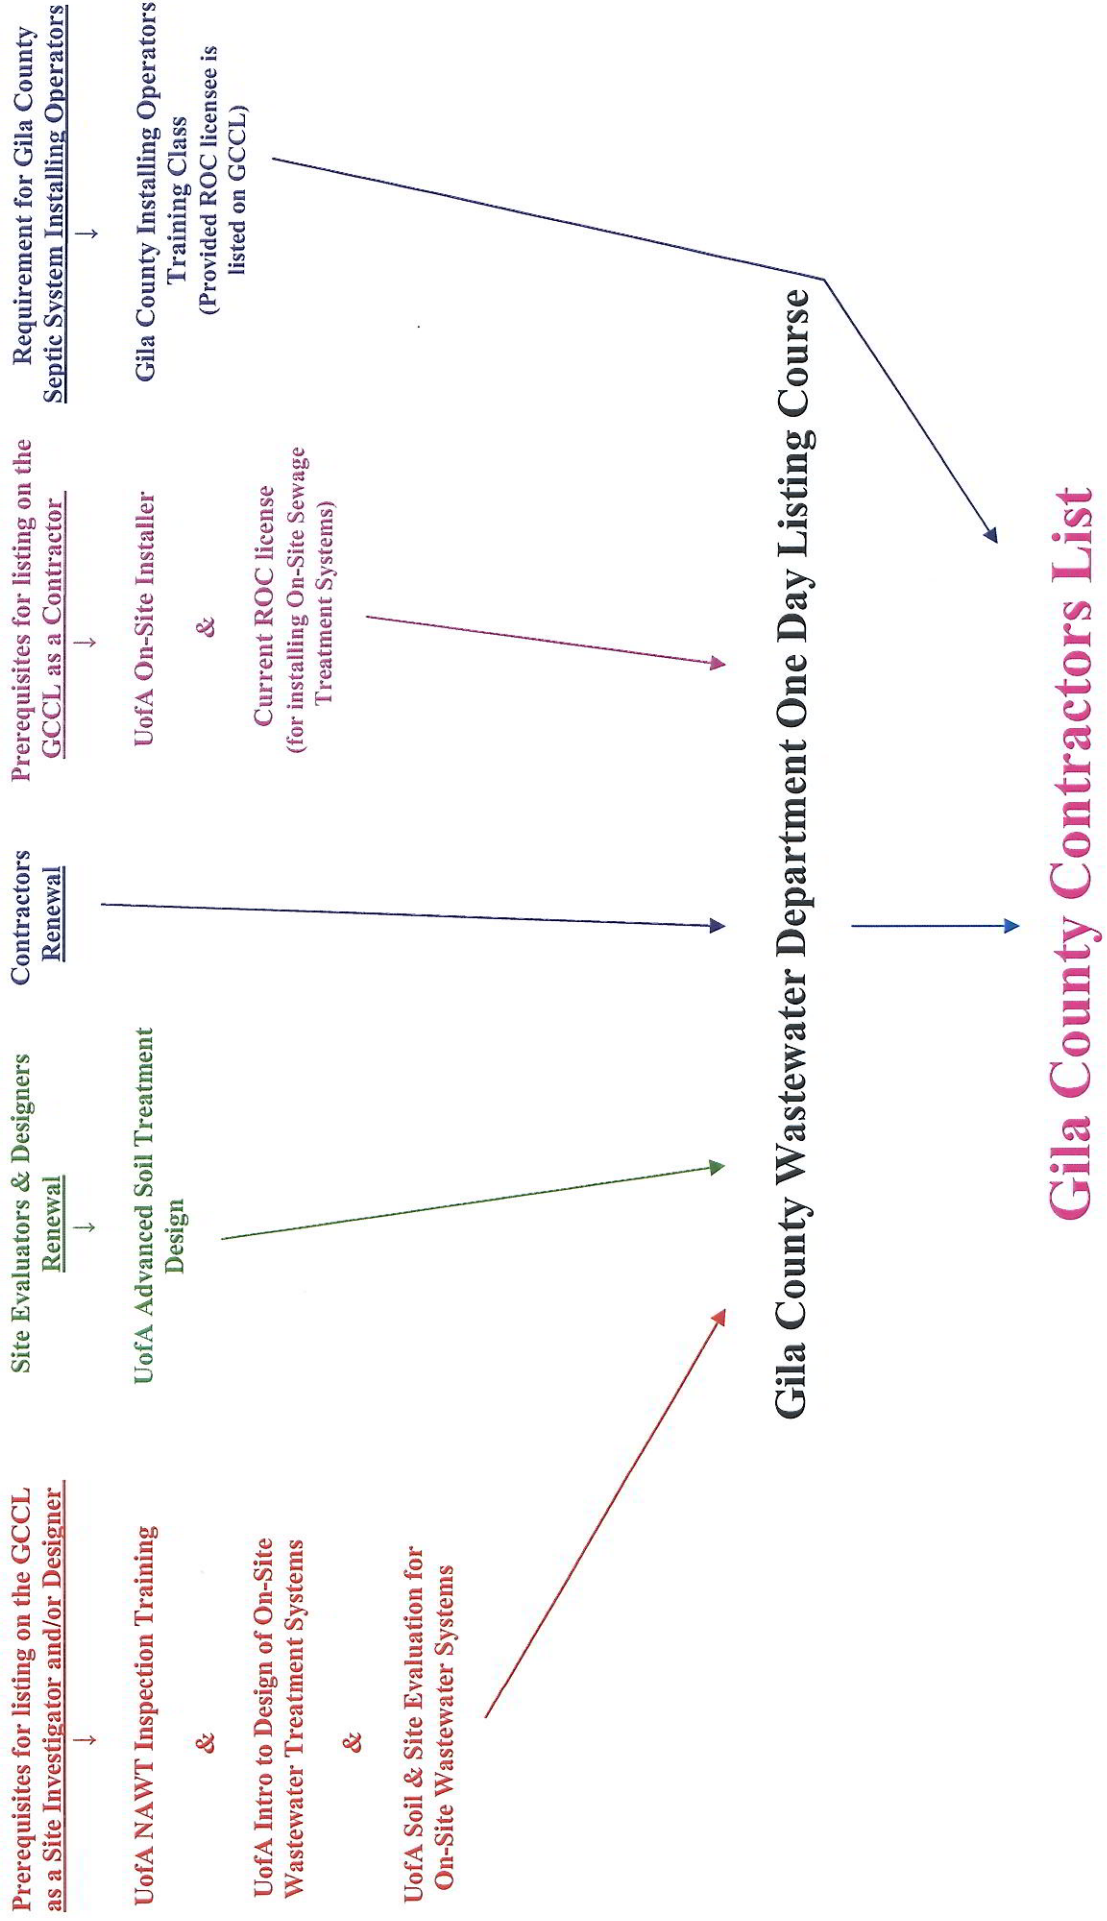 Prerequisites for listing on the GCCL
as a Site Investigator and/or Designer
↓
UofA NAWT Inspection Training
&
UofA Intro to Design of On-Site
Wastewater Treatment Systems
&
UofA Soil & Site Evaluation for
On-Site Wastewater Systems
Site Evaluators & Designers
Renewal
↓
UofA Advanced Soil Treatment
Design
Contractors
Renewal
Prerequisites for listing on the
GCCL as a Contractor
↓
UofA On-Site Installer
&
Current ROC license
(for installing On-Site Sewage
Treatment Systems)
Requirement for Gila County
Septic System Installing Operators
↓
Gila County Installing Operators
Training Class
(Provided ROC licensee is
listed on GCCL)
Gila County Wastewater Department One Day Listing Course
Gila County Contractors List